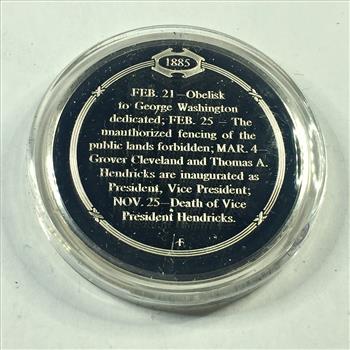 1885
FEB. 21—Obelisk
to George Washington
dedicated; FEB. 25 — The
unauthorized fencing of the
public lands forbidden; MAR. 4—
Grover Cleveland and Thomas A.
Hendricks are inaugurated as
President, Vice President;
NOV. 25—Death of Vice
President Hendricks.